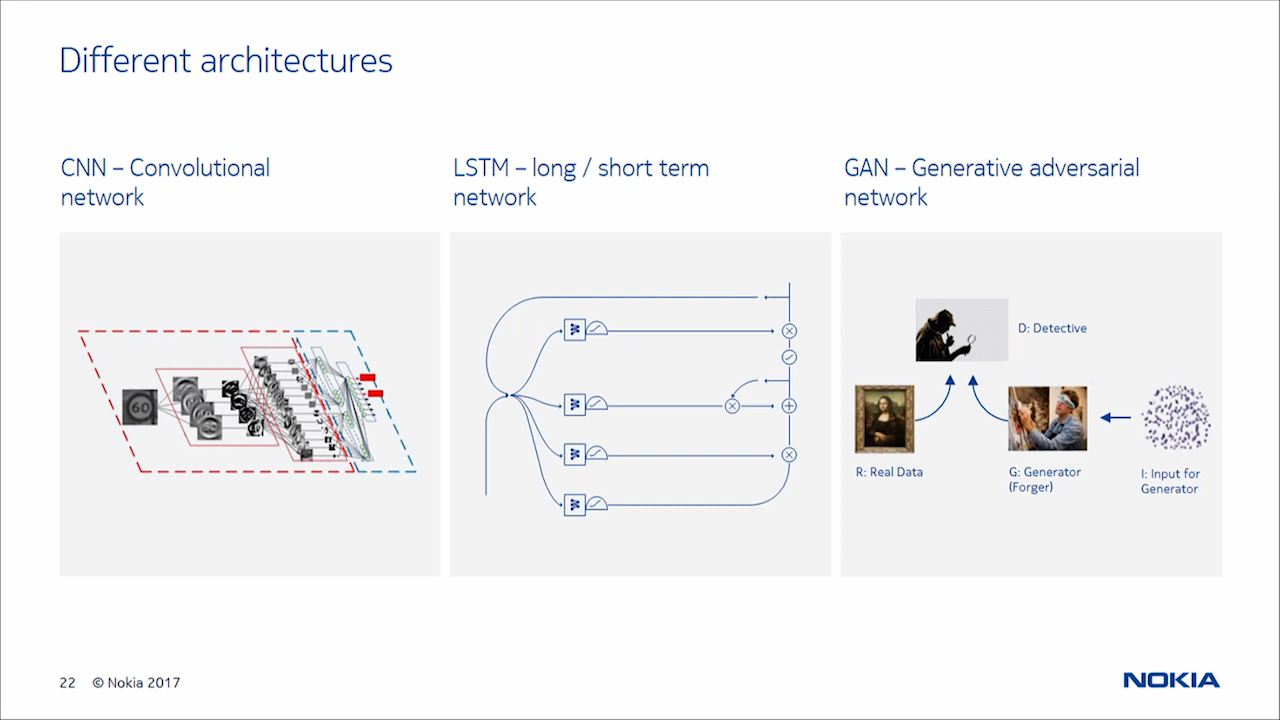 Different architectures
CNN – Convolutional
network
LSTM – long / short term
network
GAN – Generative adversarial
network
60
W
W
W
W
D: Detective
R: Real Data
G: Generator
(Forger)
I: Input for
Generator
22 © Nokia 2017
NOKIA